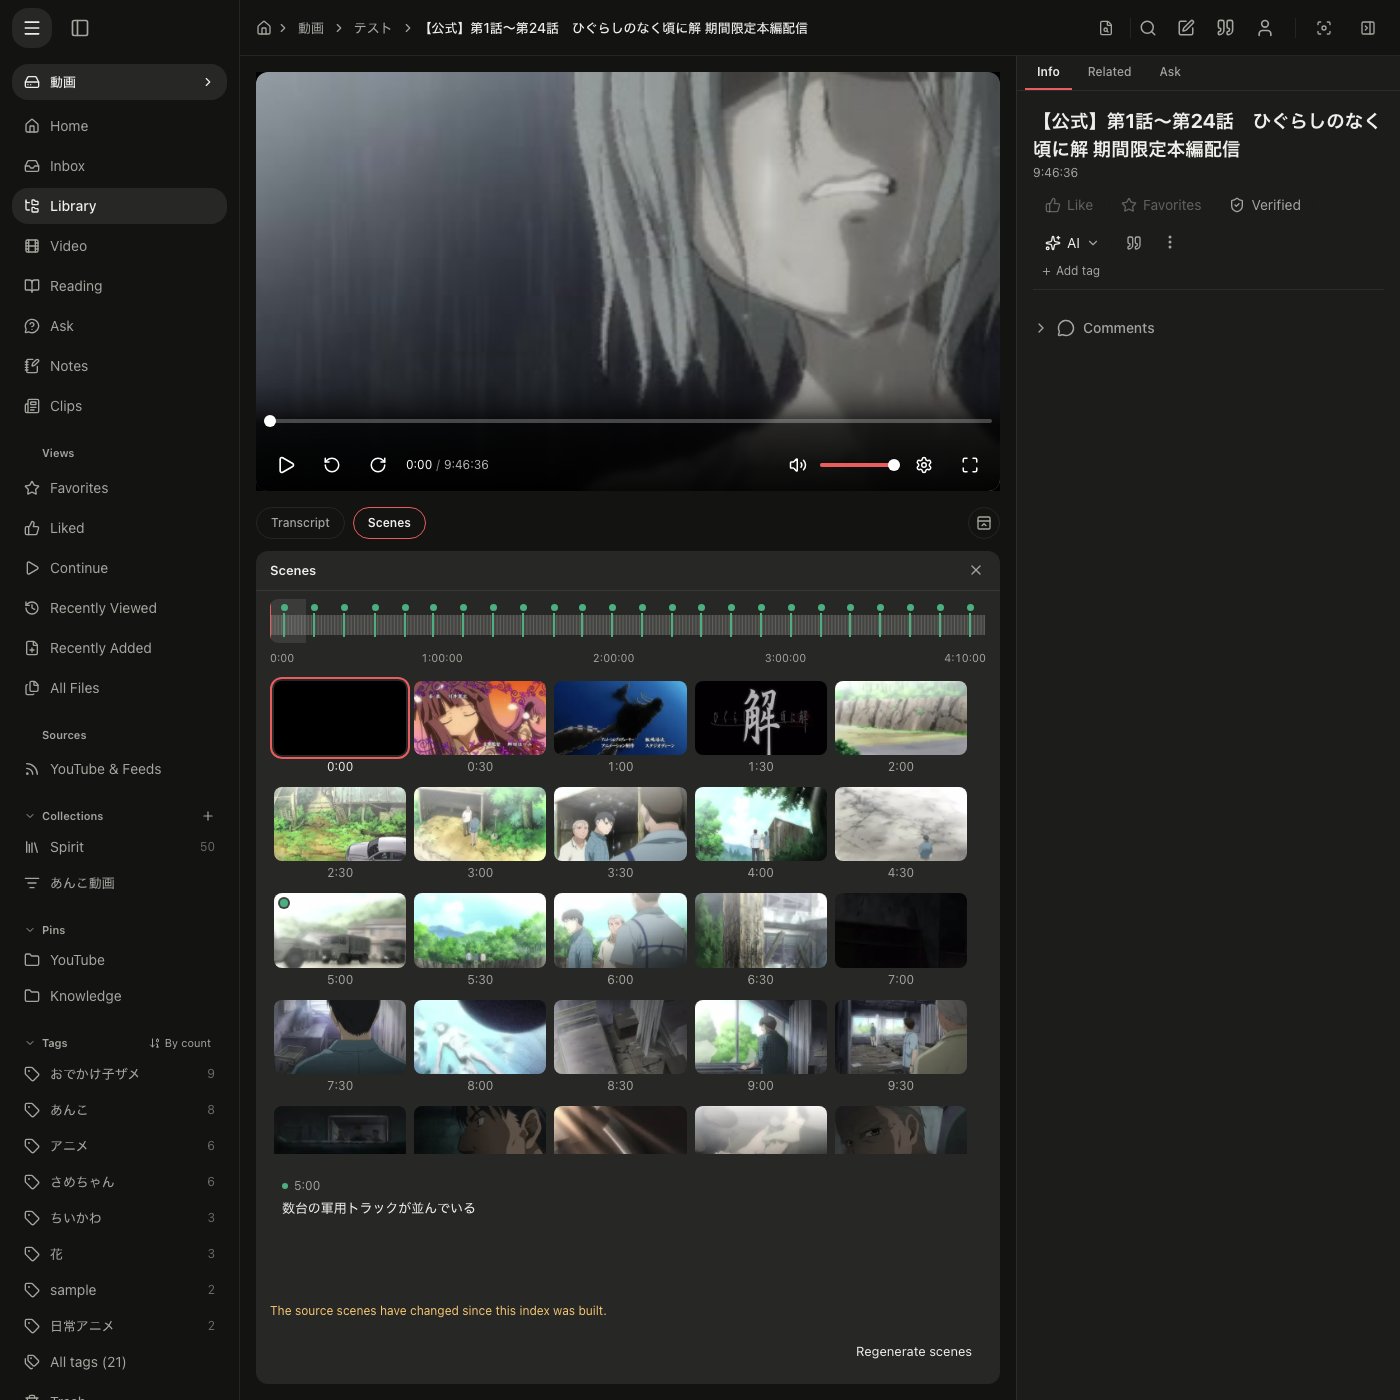 動画
Home
Inbox
Library
Video
Reading
Ask
Notes
Clips
Views
Favorites
Liked
Continue
Recently Viewed
Recently Added
All Files
Sources
YouTube & Feeds
Collections
Spirit 50
あんこ動画
Pins
YouTube
Knowledge
Tags By count
おでかけ子ザメ 9
あんこ 8
アニメ 6
さめちゃん 6
ちいかわ 3
花 3
sample 2
日常アニメ 2
All tags (21)
動画 テスト 【公式】第1話〜第24話　ひぐらしのなく頃に解 期間限定本編配信
0:00 / 9:46:36
Transcript Scenes
Scenes
0:00 1:00:00 2:00:00 3:00:00 4:10:00
解
0:00 0:30 1:00 1:30 2:00
2:30 3:00 3:30 4:00 4:30
5:00 5:30 6:00 6:30 7:00
7:30 8:00 8:30 9:00 9:30
5:00
数台の軍用トラックが並んでいる
The source scenes have changed since this index was built.
Regenerate scenes
Info Related Ask
【公式】第1話〜第24話　ひぐらしのなく
頃に解 期間限定本編配信
9:46:36
Like Favorites Verified
AI
+ Add tag
Comments